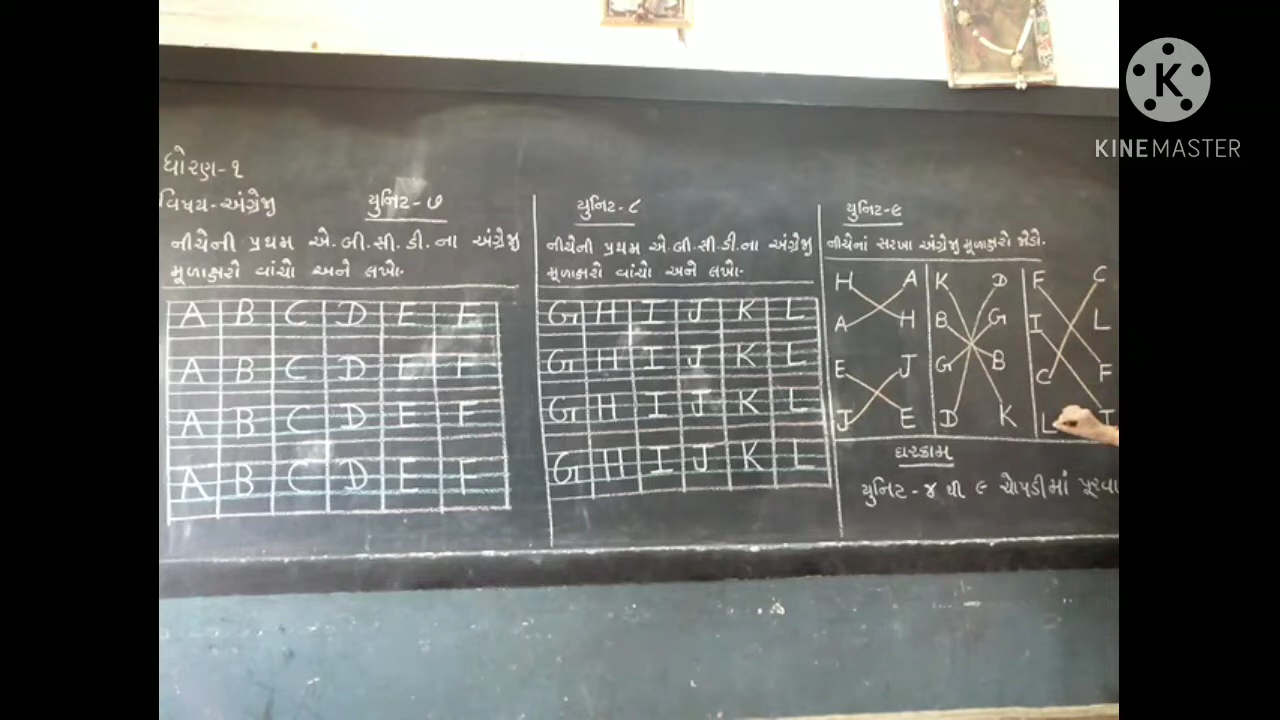 ધોરણ-૧
વિષય-અંગ્રેજી
યુનિટ-૭
નીચેની પ્રથમ એ.બી.સી.ડી.ના અંગ્રેજી
મૂળાક્ષરો વાંચો અને લખો.
A B C D E F
A B C D E F
A B C D E F
A B C D E F
યુનિટ-૮
નીચેની પ્રથમ એ.બી.સી.ડી.ના અંગ્રેજી
મૂળાક્ષરો વાંચો અને લખો.
G H I J K L
G H I J K L
G H I J K L
G H I J K L
યુનિટ-૯
નીચેનાં સરખા અંગ્રેજી મૂળાક્ષરો જોડો.
H A K D F C
A H B G I L
E J G B C F
J E D K L I
ઘરકામ
યુનિટ-૪ થી ૯ ચોપડીમાં પૂરવા
KINEMASTER